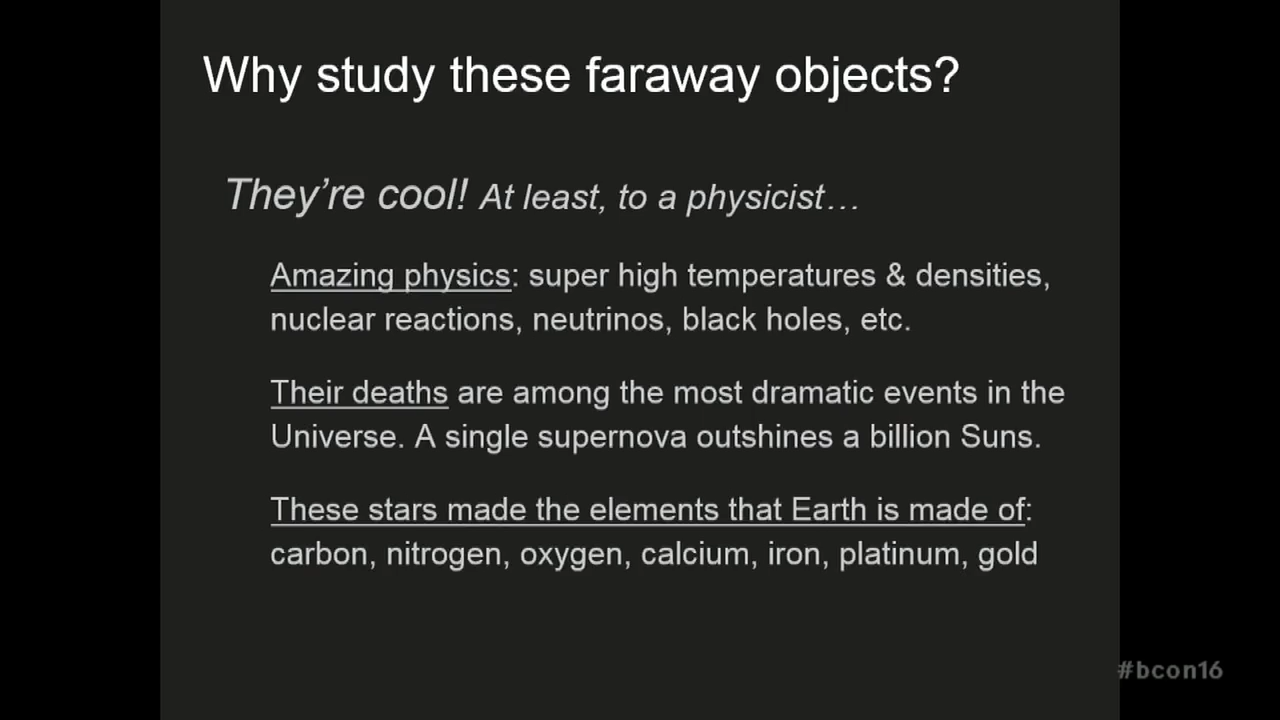 Why study these faraway objects?
They’re cool! At least, to a physicist…
Amazing physics: super high temperatures & densities,
nuclear reactions, neutrinos, black holes, etc.
Their deaths are among the most dramatic events in the
Universe. A single supernova outshines a billion Suns.
These stars made the elements that Earth is made of:
carbon, nitrogen, oxygen, calcium, iron, platinum, gold
#bcon16